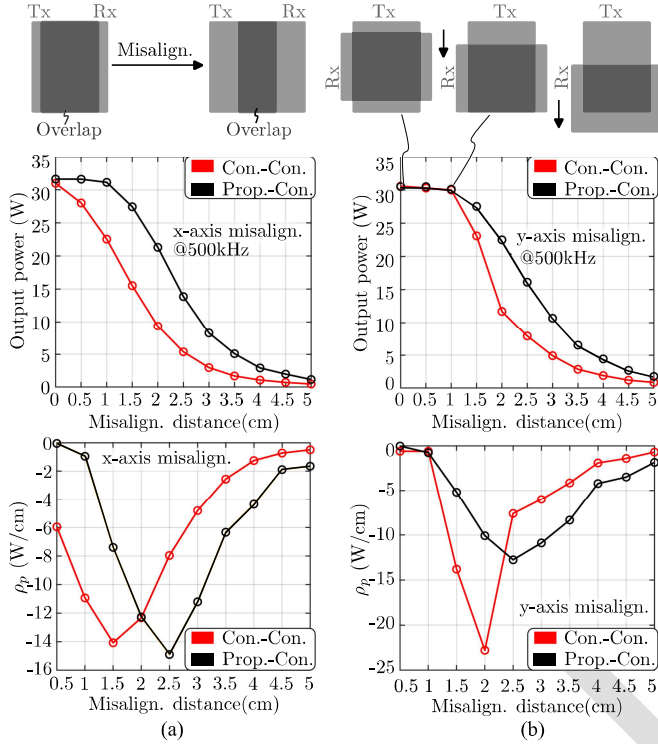 Tx Rx
Misalign.
Overlap
Overlap
Tx
Rx
Tx
Rx
Tx
Rx
Output power (W)
35
30
25
20
15
10
5
0
Con.-Con.
Prop.-Con.
x-axis misalign.
@500kHz
0 0.5 1 1.5 2 2.5 3 3.5 4 4.5 5
Misalign. distance(cm)
Output power (W)
35
30
25
20
15
10
5
0
Con.-Con.
Prop.-Con.
y-axis misalign.
@500kHz
0 0.5 1 1.5 2 2.5 3 3.5 4 4.5 5
Misalign. distance(cm)
ρp (W/cm)
0
-2
-4
-6
-8
-10
-12
-14
-16
x-axis misalign.
Con.-Con.
Prop.-Con.
0.5 1 1.5 2 2.5 3 3.5 4 4.5 5
Misalign. distance(cm)
(a)
ρp (W/cm)
0
-5
-10
-15
-20
-25
y-axis misalign.
Con.-Con.
Prop.-Con.
0.5 1 1.5 2 2.5 3 3.5 4 4.5 5
Misalign. distance(cm)
(b)